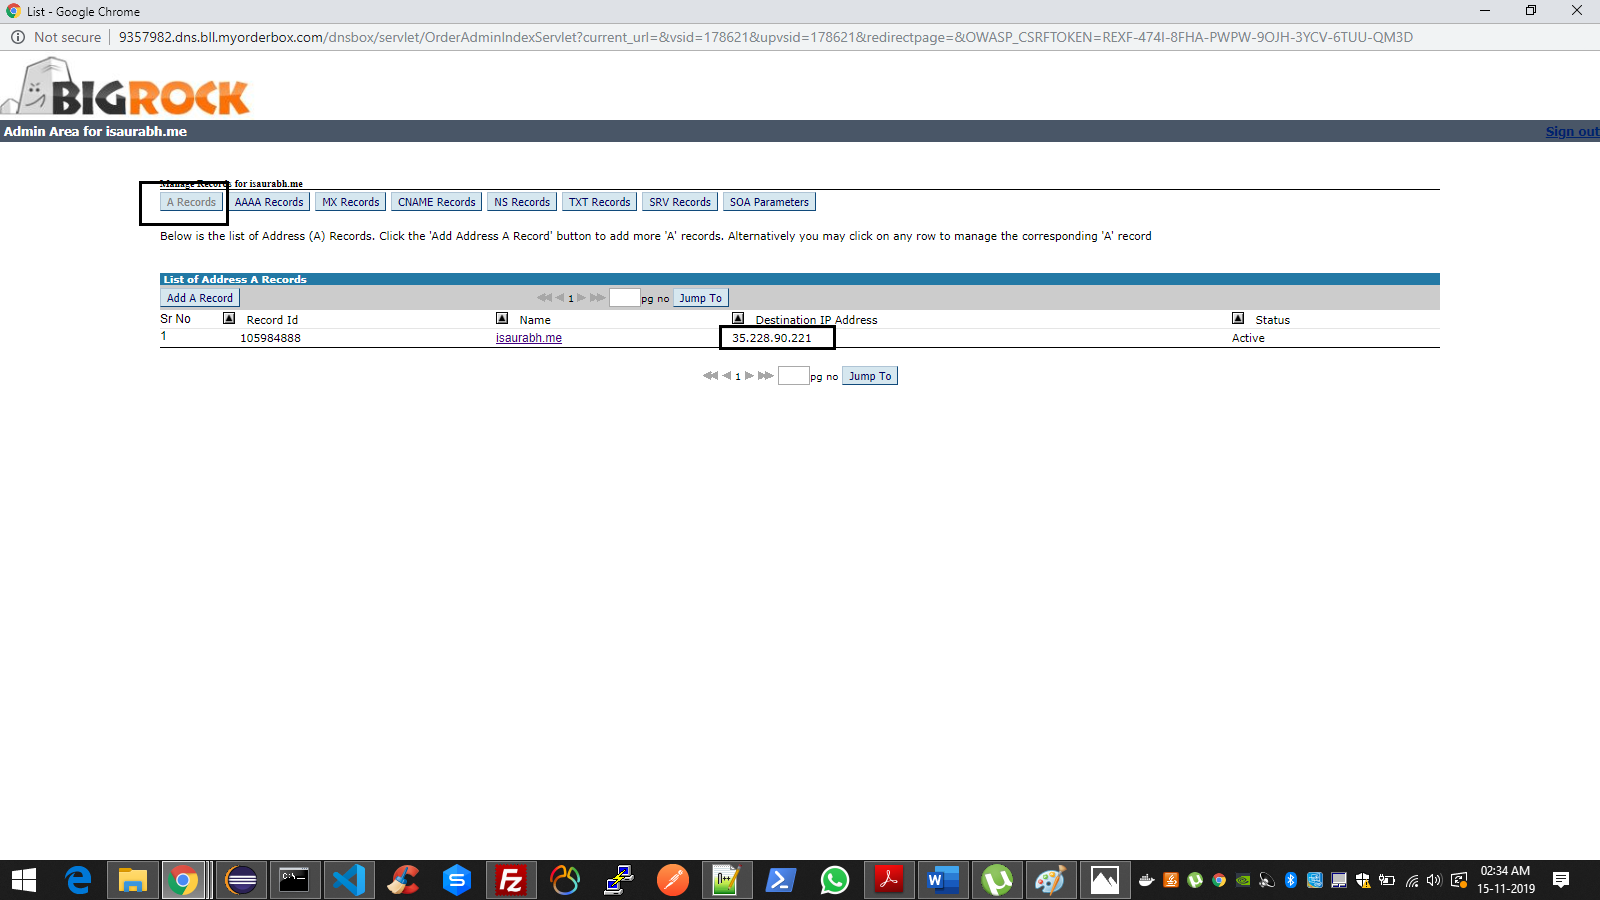 List - Google Chrome
Not secure | 9357982.dns.bll.myorderbox.com/dnsbox/servlet/OrderAdminIndexServlet?current_url=&vsid=178621&upvsid=178621&redirectpage=&OWASP_CSRFTOKEN=REXF-474I-8FHA-PWPW-9OJH-3YCV-6TUU-QM3D
BIGROCK
Admin Area for isaurabh.me Sign out
Manage Records for isaurabh.me
A Records AAAA Records MX Records CNAME Records NS Records TXT Records SRV Records SOA Parameters
Below is the list of Address (A) Records. Click the 'Add Address A Record' button to add more 'A' records. Alternatively you may click on any row to manage the corresponding 'A' record
List of Address A Records
Add A Record 1 pg no Jump To
Sr No Record Id Name Destination IP Address Status
1 105984888 isaurabh.me 35.228.90.221 Active
1 pg no Jump To
02:34 AM
15-11-2019